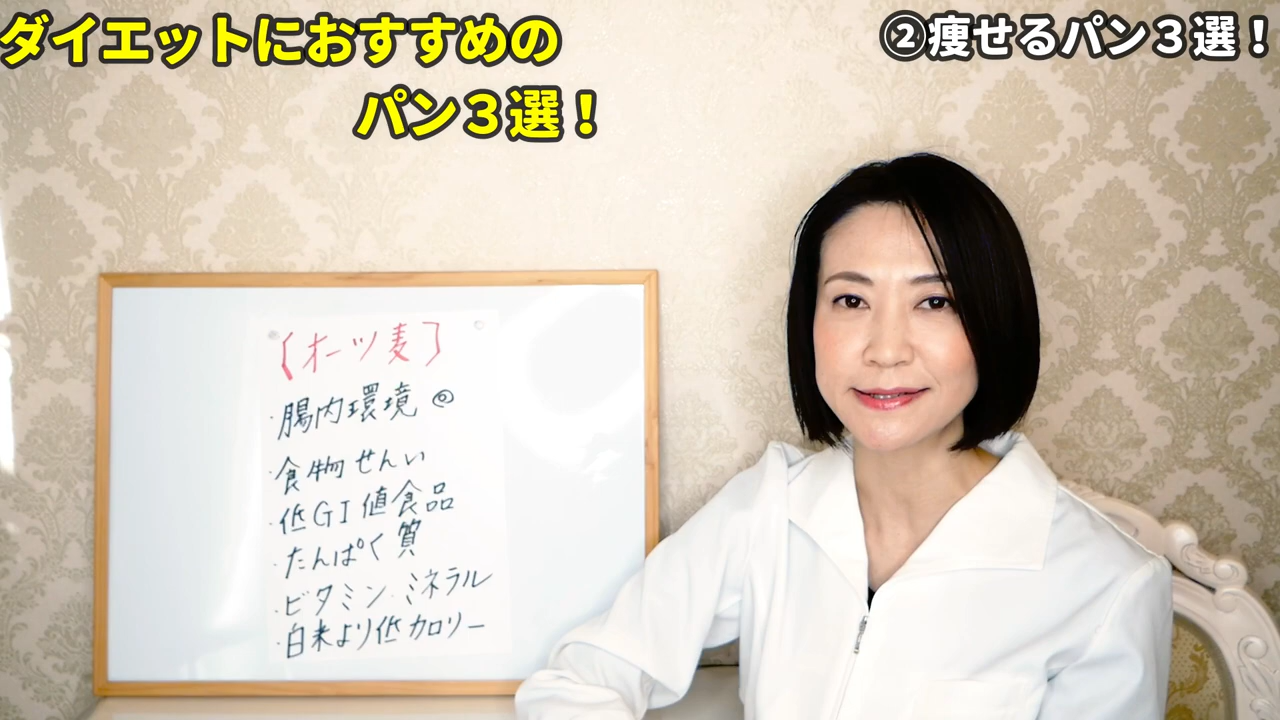 ダイエットにおすすめの
パン3選!
②痩せるパン3選!
〔オーツ麦〕
・腸内環境◎
・食物せんい
・低GI値食品
・たんぱく質
・ビタミン・ミネラル
・白米より低カロリー